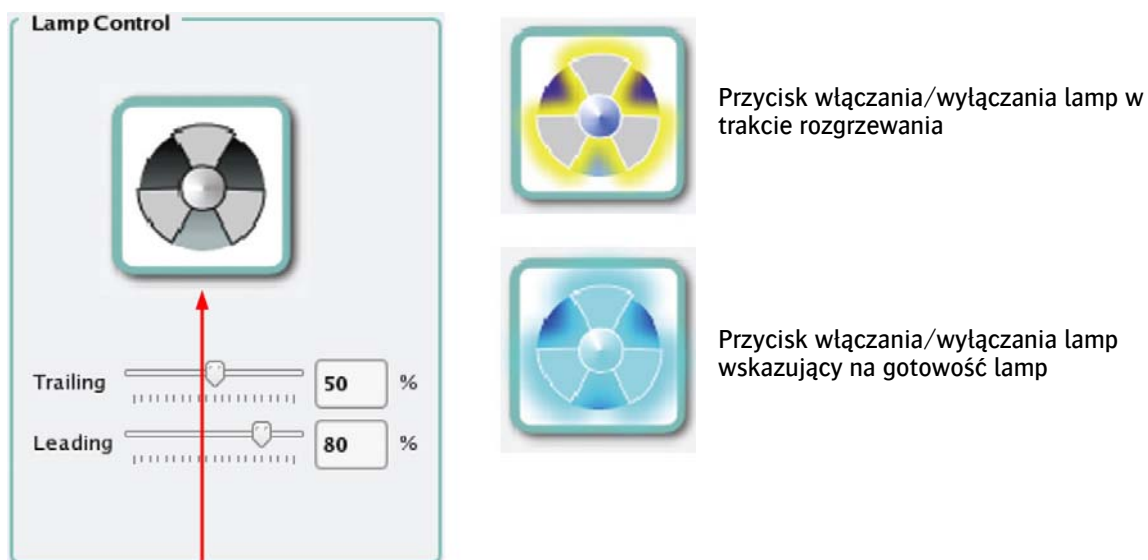 Lamp Control
Trailing 50 %
Leading 80 %
Przycisk włączania/wyłączania lamp w
trakcie rozgrzewania
Przycisk włączania/wyłączania lamp
wskazujący na gotowość lamp